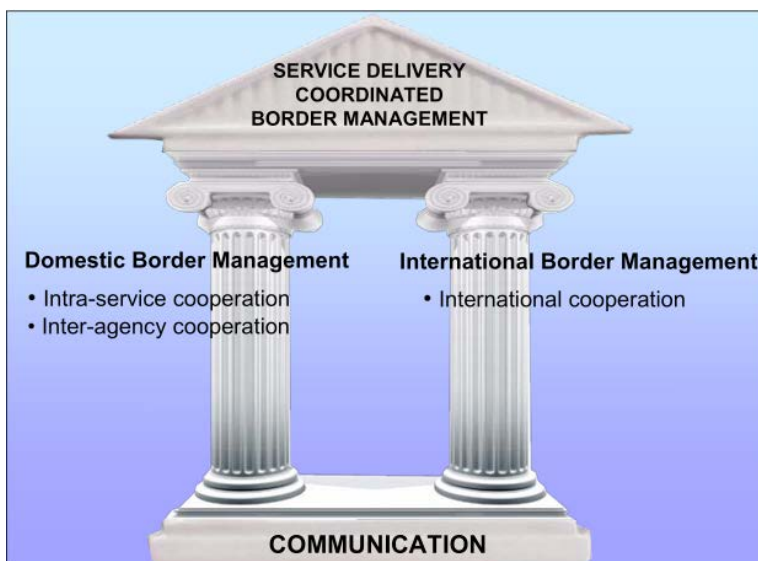 SERVICE DELIVERY
COORDINATED
BORDER MANAGEMENT
Domestic Border Management
• Intra-service cooperation
• Inter-agency cooperation
International Border Management
• International cooperation
COMMUNICATION